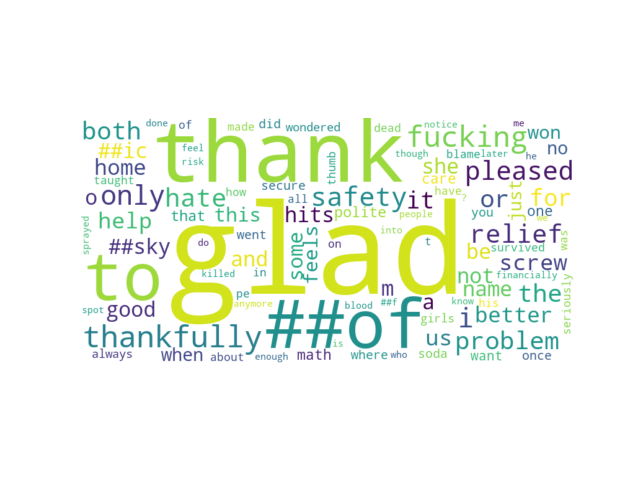 done of made did wondered dead notice me
both thank fucking won
##ic feel risk though blame later he no
home thumb she pleased
taught secure care
o only hate how all safety it have ? or just for
sprayed help that this hits polite people you one we
##sky do went glad some feels on into t relief be survived was
to and killed in not screw
pe anymore m ##f know his name financially the seriously
spot good ##of blood a girls i better
thankfully is us problem
always when about enough math where who soda want once